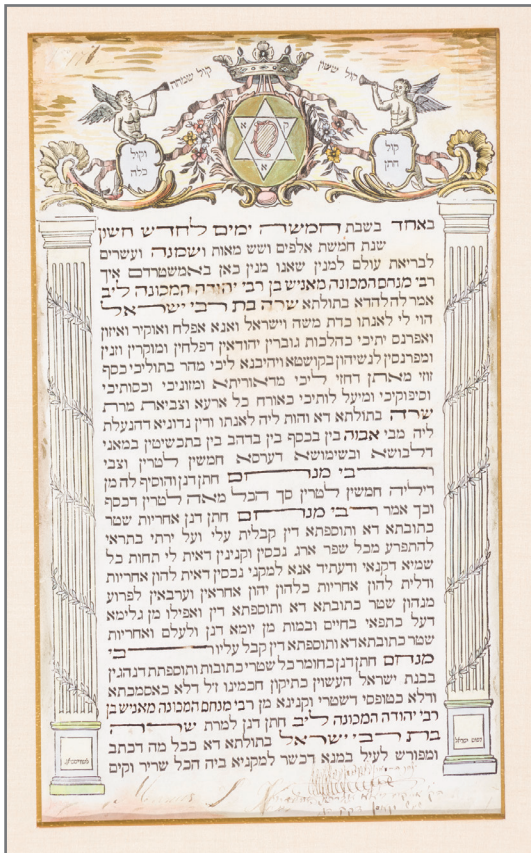 קול שמחה
קול ששון
וקול
כלה
קול
חתן
א
ק
א
א
באחד בשבת חמשה ימים לחדש חשון
שנת חמשת אלפים ושש מאות ושמנה ועשרים
לבריאת עולם למנין שאנו מנין כאן באמשטרדם איך
רבי מנחם המכונה מאניש בן רבי יהודה המכונה ליב
אמר לה להדא בתולתא שרה בת רבי ישראל
הוי לי לאנתו כדת משה וישראל ואנא אפלח ואוקיר ואיזון
ואפרנס יתיכי כהלכות גוברין יהודאין דפלחין ומוקרין וזנין
ומפרנסין לנשיהון בקושטא ויהיבנא ליכי מהר בתוליכי כסף
זוזי מאתן דחזי ליכי מדאוריתא ומזוניכי וכסותיכי
וסיפוקיכי ומיעל לותיכי כאורח כל ארעא וצביאת מרת
שרה בתולתא דא והות ליה לאנתו ודין נדוניא דהנעלת
ליה מבי אבוה בין בכסף בין בדהב בין בתכשיטין במאני
דלבושא ובשימושא דערסא חמשין לטרין וצבי
רבי מנחם חתן דנן והוסיף לה מן
דיליה חמשין לטרין סך הכל מאה לטרין דכסף
וכך אמר רבי מנחם חתן דנן אחריות שטר
כתובתא דא ותוספתא דין קבלית עלי ועל ירתי בתראי
להתפרע מכל שפר ארג נכסין וקנינין דאית לי תחות כל
שמיא דקנאי ודעתיד אנא למקני נכסין דאית להון אחריות
ודלית להון אחריות כלהון יהון אחראין וערבאין לפרוע
מנהון שטר כתובתא דא ותוספתא דין ואפילו מן גלימא
דעל כתפאי בחיים ובמות מן יומא דנן ולעלם ואחריות
שטר כתובתא דא ותוספתא דין קבל עליו רבי
מנחם חתן דנן כחומר כל שטרי כתובות ותוספתת דנהגין
בבנת ישראל העשוין כתיקון חכמינו ז״ל דלא כאסמכתא
ודלא כטופסי דשטרי וקנינא מן רבי מנחם המכונה מאניש בן
רבי יהודה המכונה ליב חתן דנן למרת שרה
בת רבי ישראל בתולתא דא בכל מה דכתב
ומפורש לעיל במנא דכשר למקניא ביה הכל שריר וקים